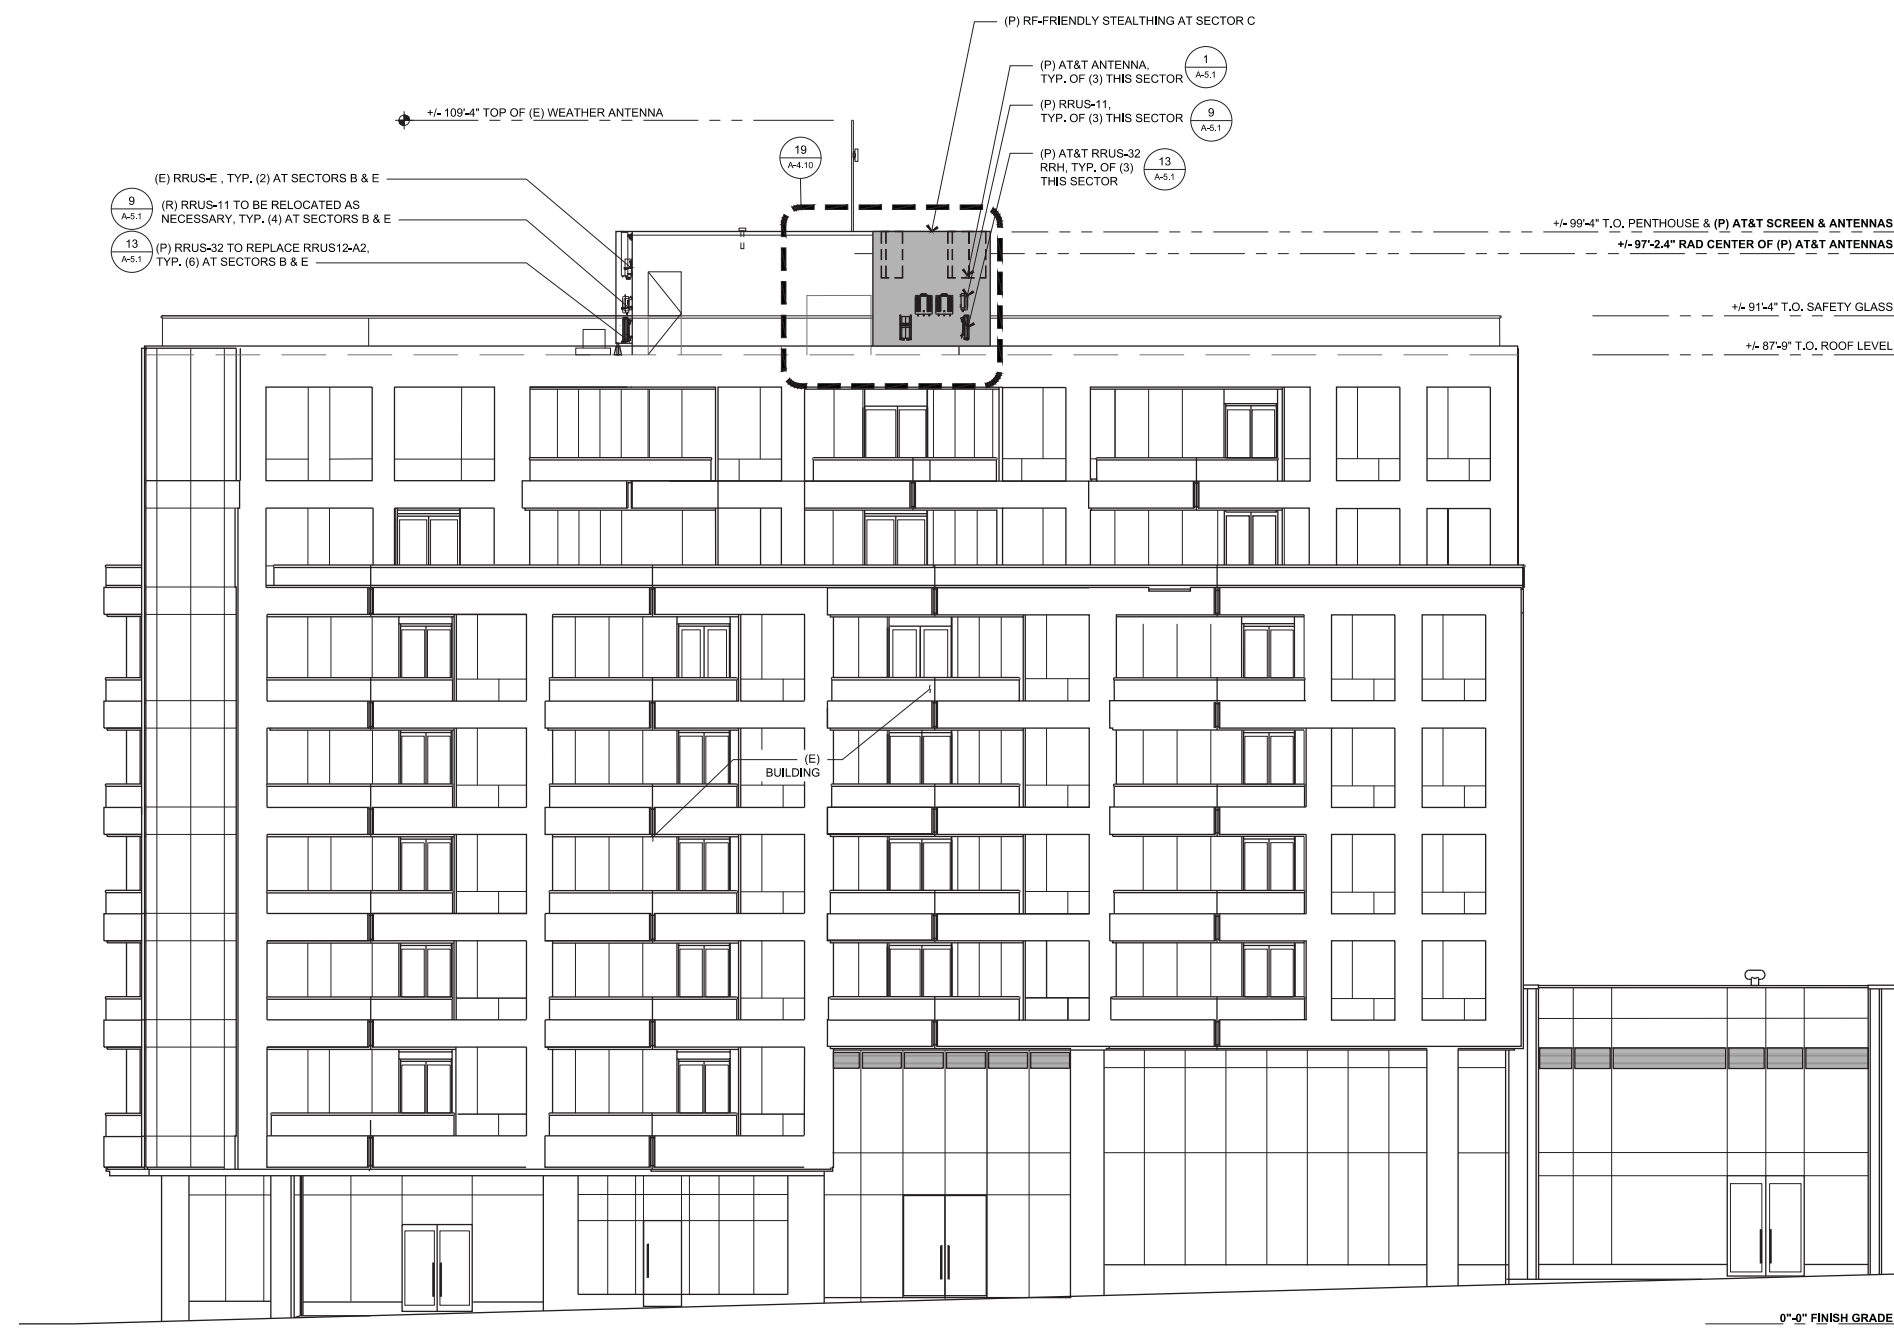 (P) RF-FRIENDLY STEALTHING AT SECTOR C
(P) AT&T ANTENNA,
TYP. OF (3) THIS SECTOR
1
A-5.1
(P) RRUS-11,
TYP. OF (3) THIS SECTOR
9
A-5.1
+/- 109'-4" TOP OF (E) WEATHER ANTENNA
19
A-4.10
(P) AT&T RRUS-32
RRH, TYP. OF (3)
THIS SECTOR
13
A-5.1
(E) RRUS-E , TYP. (2) AT SECTORS B & E
9
A-5.1
(R) RRUS-11 TO BE RELOCATED AS
NECESSARY, TYP. (4) AT SECTORS B & E
13
A-5.1
(P) RRUS-32 TO REPLACE RRUS12-A2,
TYP. (6) AT SECTORS B & E
+/- 99'-4" T.O. PENTHOUSE & (P) AT&T SCREEN & ANTENNAS
+/- 97'-2.4" RAD CENTER OF (P) AT&T ANTENNAS
+/- 91'-4" T.O. SAFETY GLASS
+/- 87'-9" T.O. ROOF LEVEL
(E)
BUILDING
0"-0" FINISH GRADE